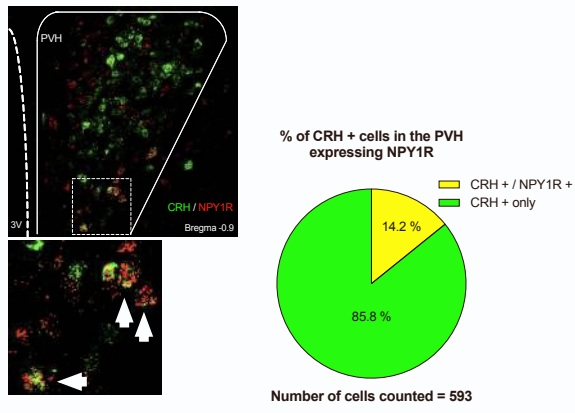 PVH
CRH / NPY1R
3V
Bregma -0.9
% of CRH + cells in the PVH
expressing NPY1R
CRH + / NPY1R +
CRH + only
14.2 %
85.8 %
Number of cells counted = 593